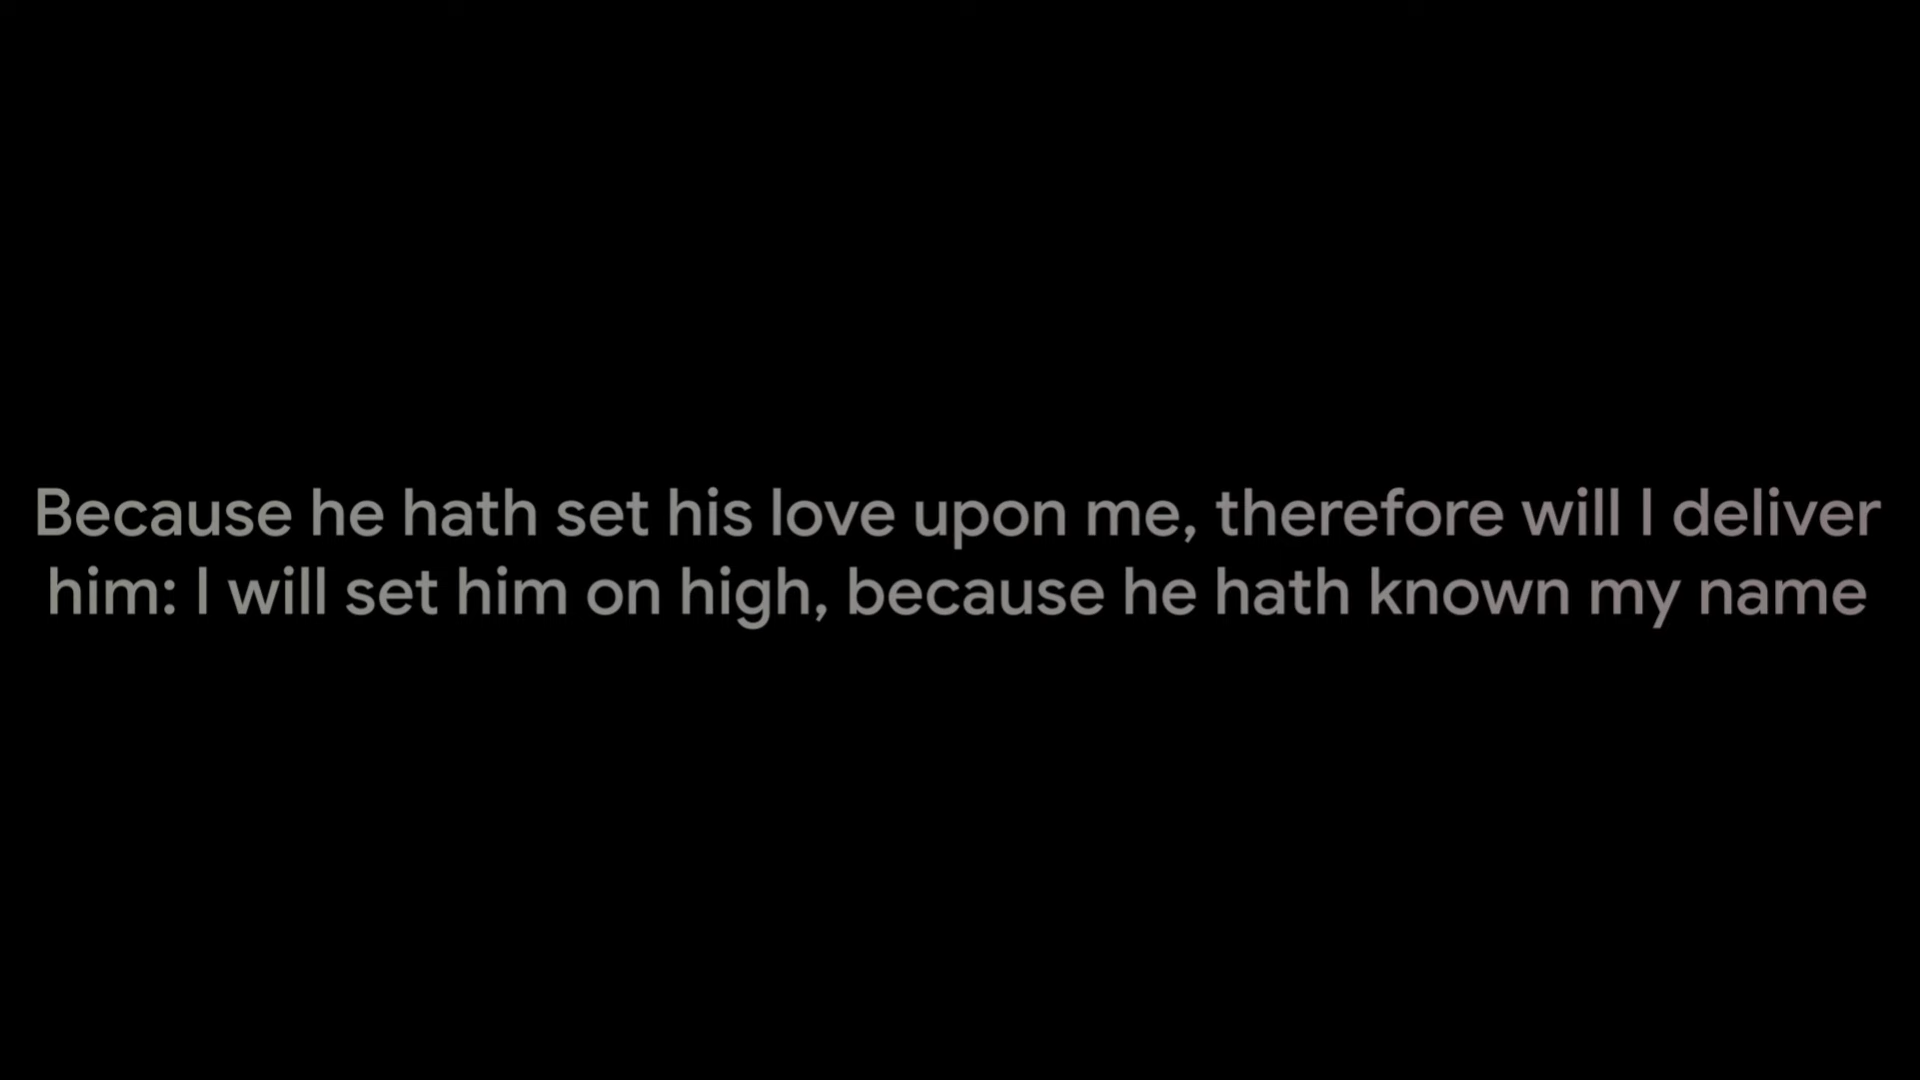 Because he hath set his love upon me, therefore will I deliver
him: I will set him on high, because he hath known my name